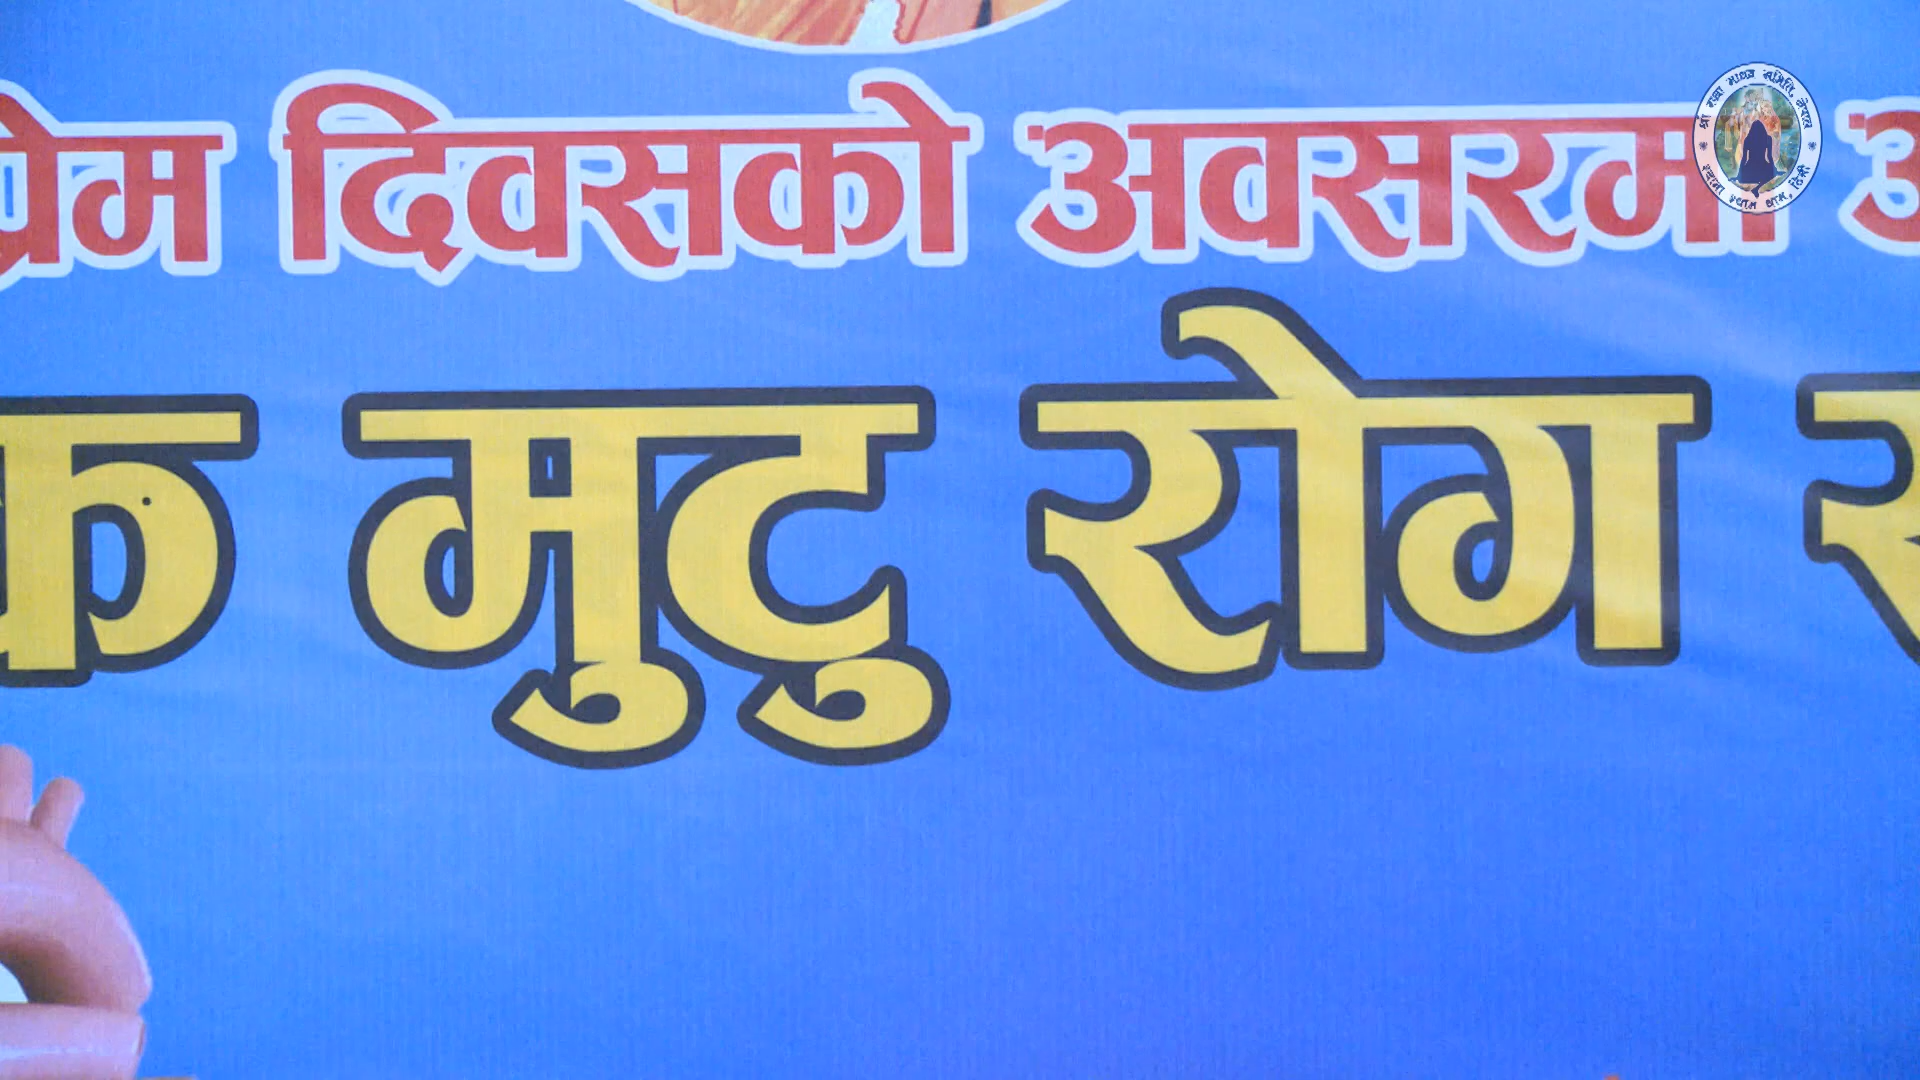 प्रेम दिवसको अवसरमा
मुटु रोग